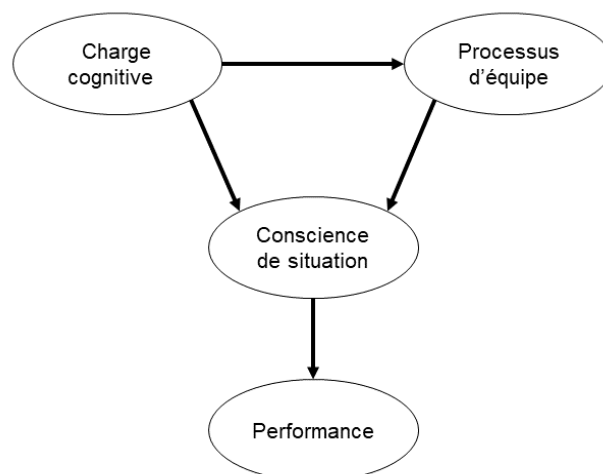 Charge
cognitive
Processus
d’équipe
Conscience
de situation
Performance